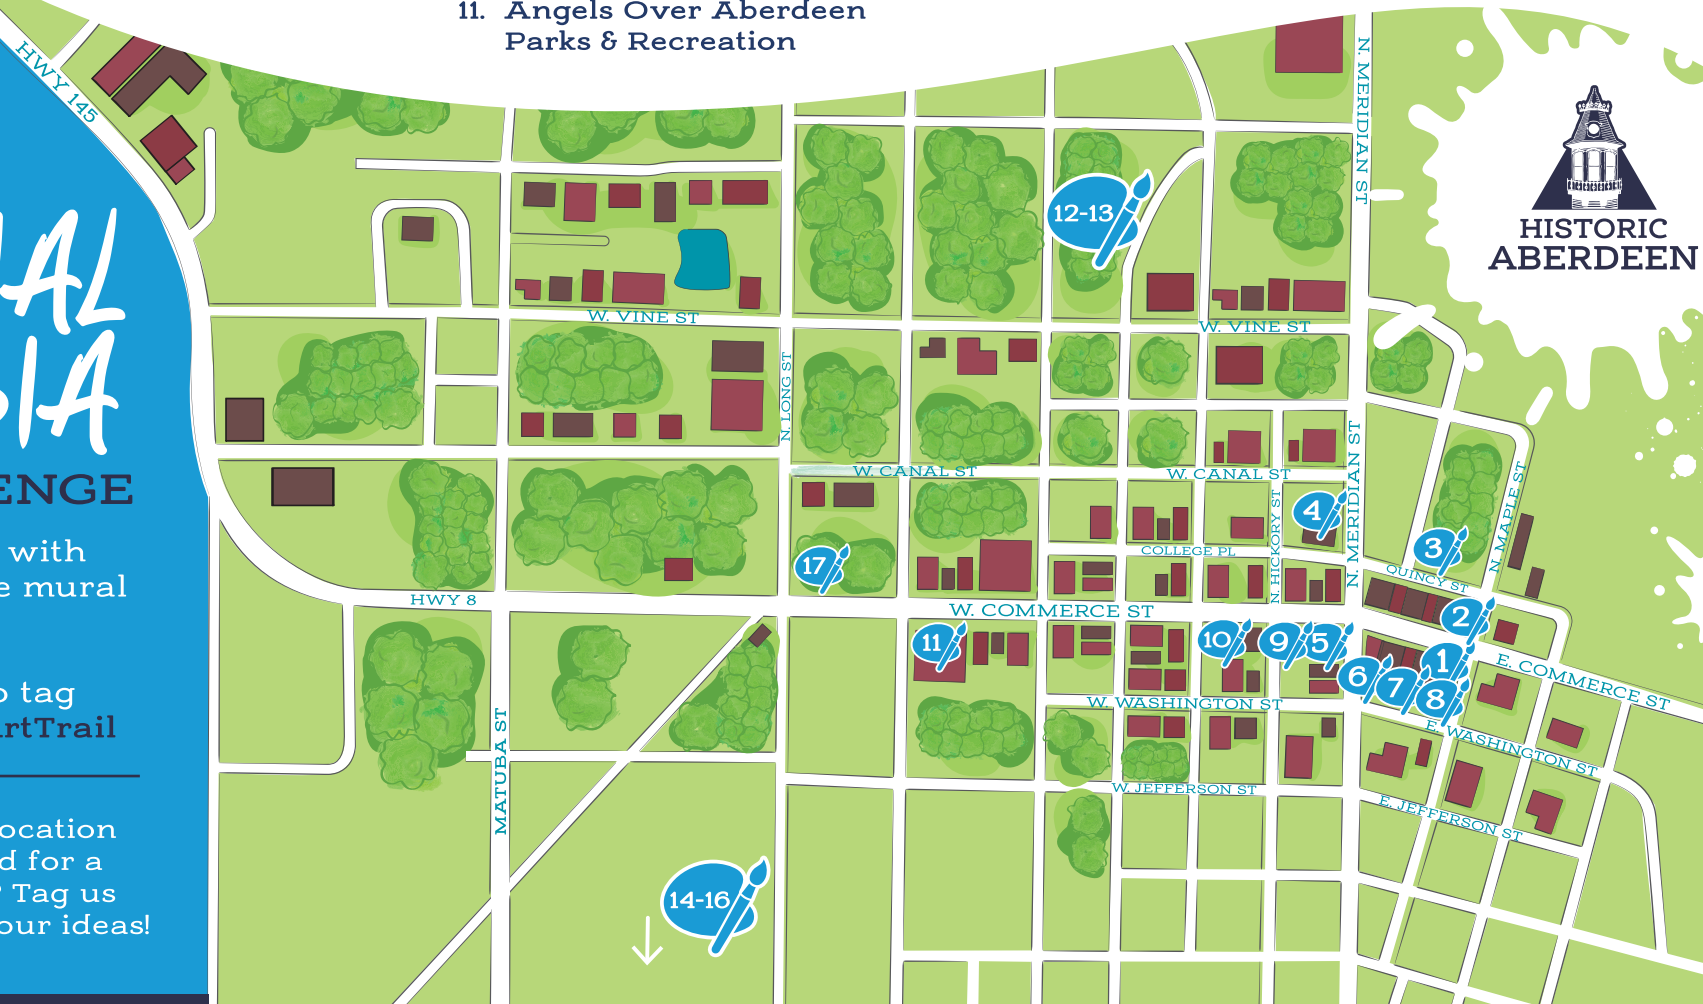 11. Angels Over Aberdeen
Parks & Recreation
HWY 145
N. MERIDIAN ST
HISTORIC
ABERDEEN
12-13
W. VINE ST
W. VINE ST
N. LONG ST
ENGE
with
e mural
tag
rtTrail
ocation
d for a
? Tag us
our ideas!
W. CANAL ST
W. CANAL ST
N. HICKORY ST
N. MERIDIAN ST
N. MAPLE ST
4
3
COLLEGE PL
17
QUINCY ST
HWY 8
W. COMMERCE ST
2
11
10
9
5
1
6
7
8
E. COMMERCE ST
W. WASHINGTON ST
E. WASHINGTON ST
MATUBA ST
W. JEFFERSON ST
E. JEFFERSON ST
14-16